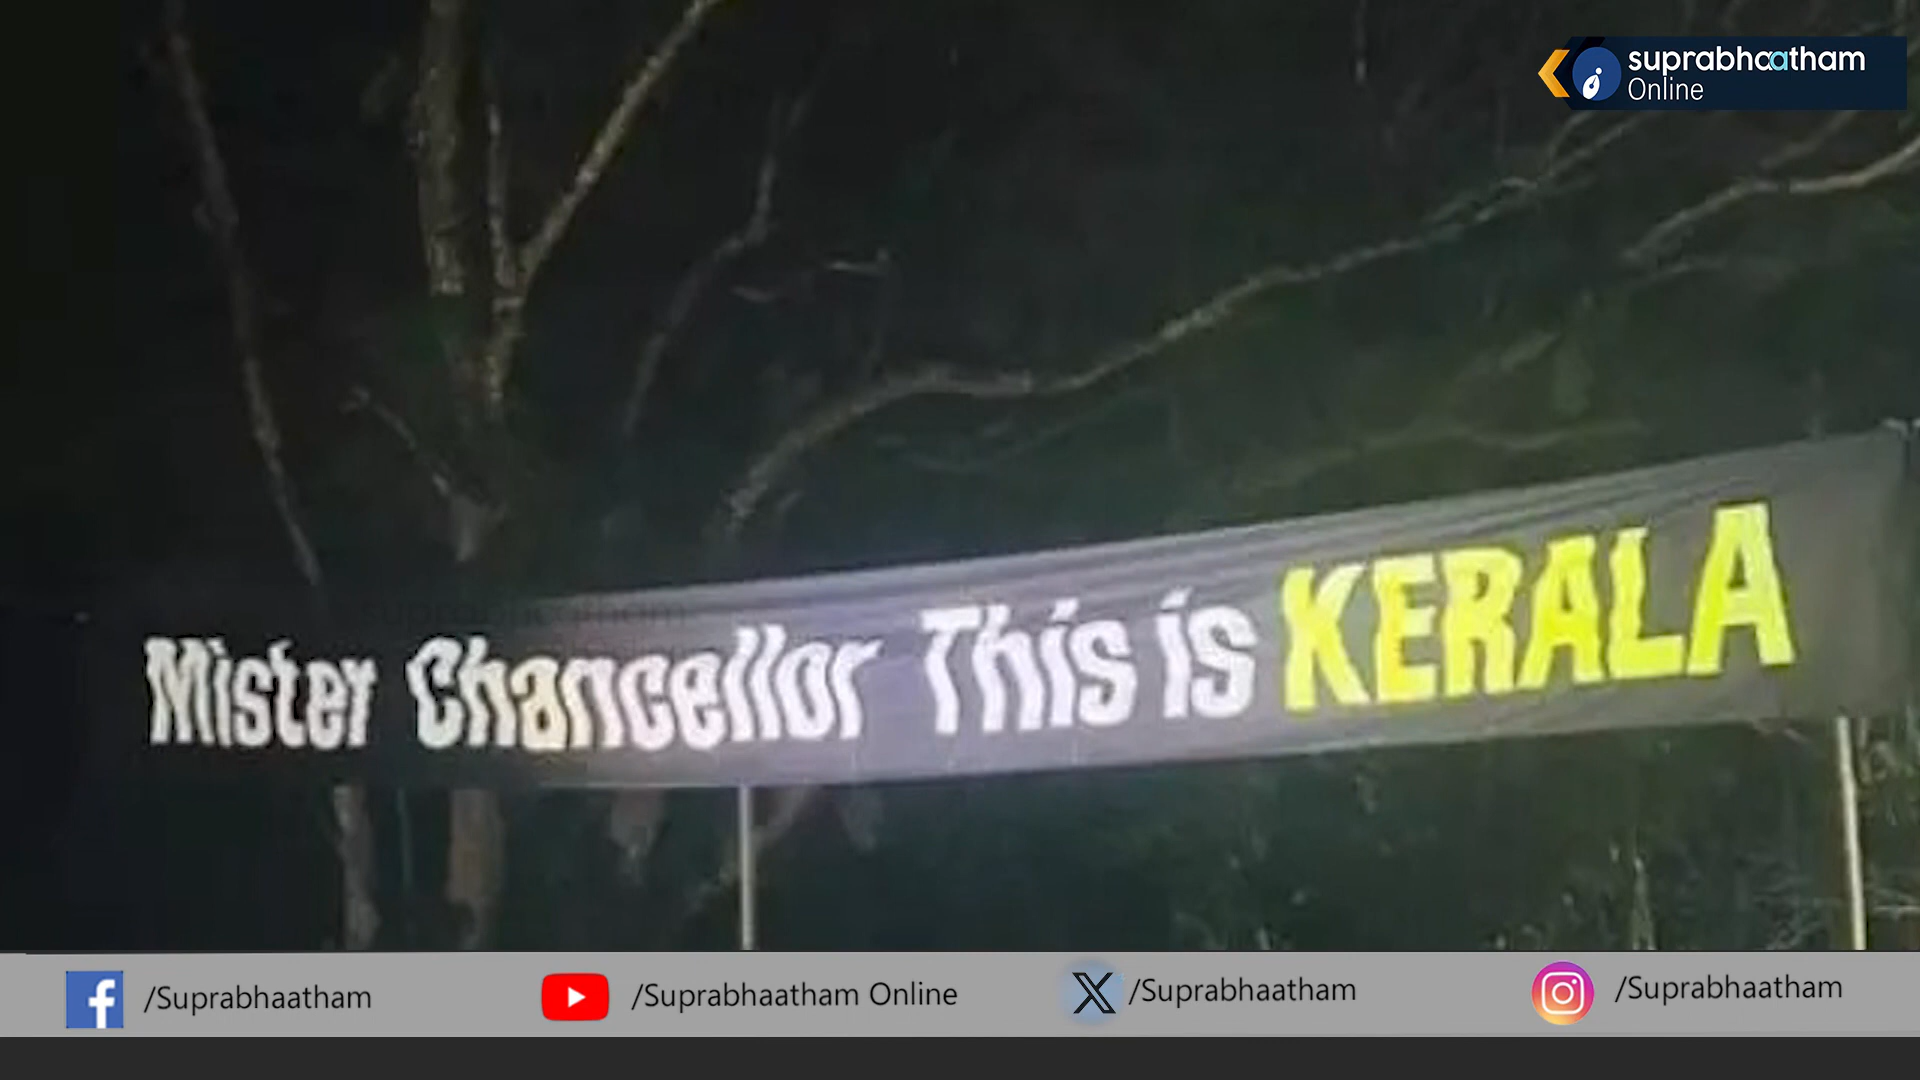 suprabhaatham
Online
Mister Chancellor This is KERALA
/Suprabhaatham
/Suprabhaatham Online
/Suprabhaatham
/Suprabhaatham